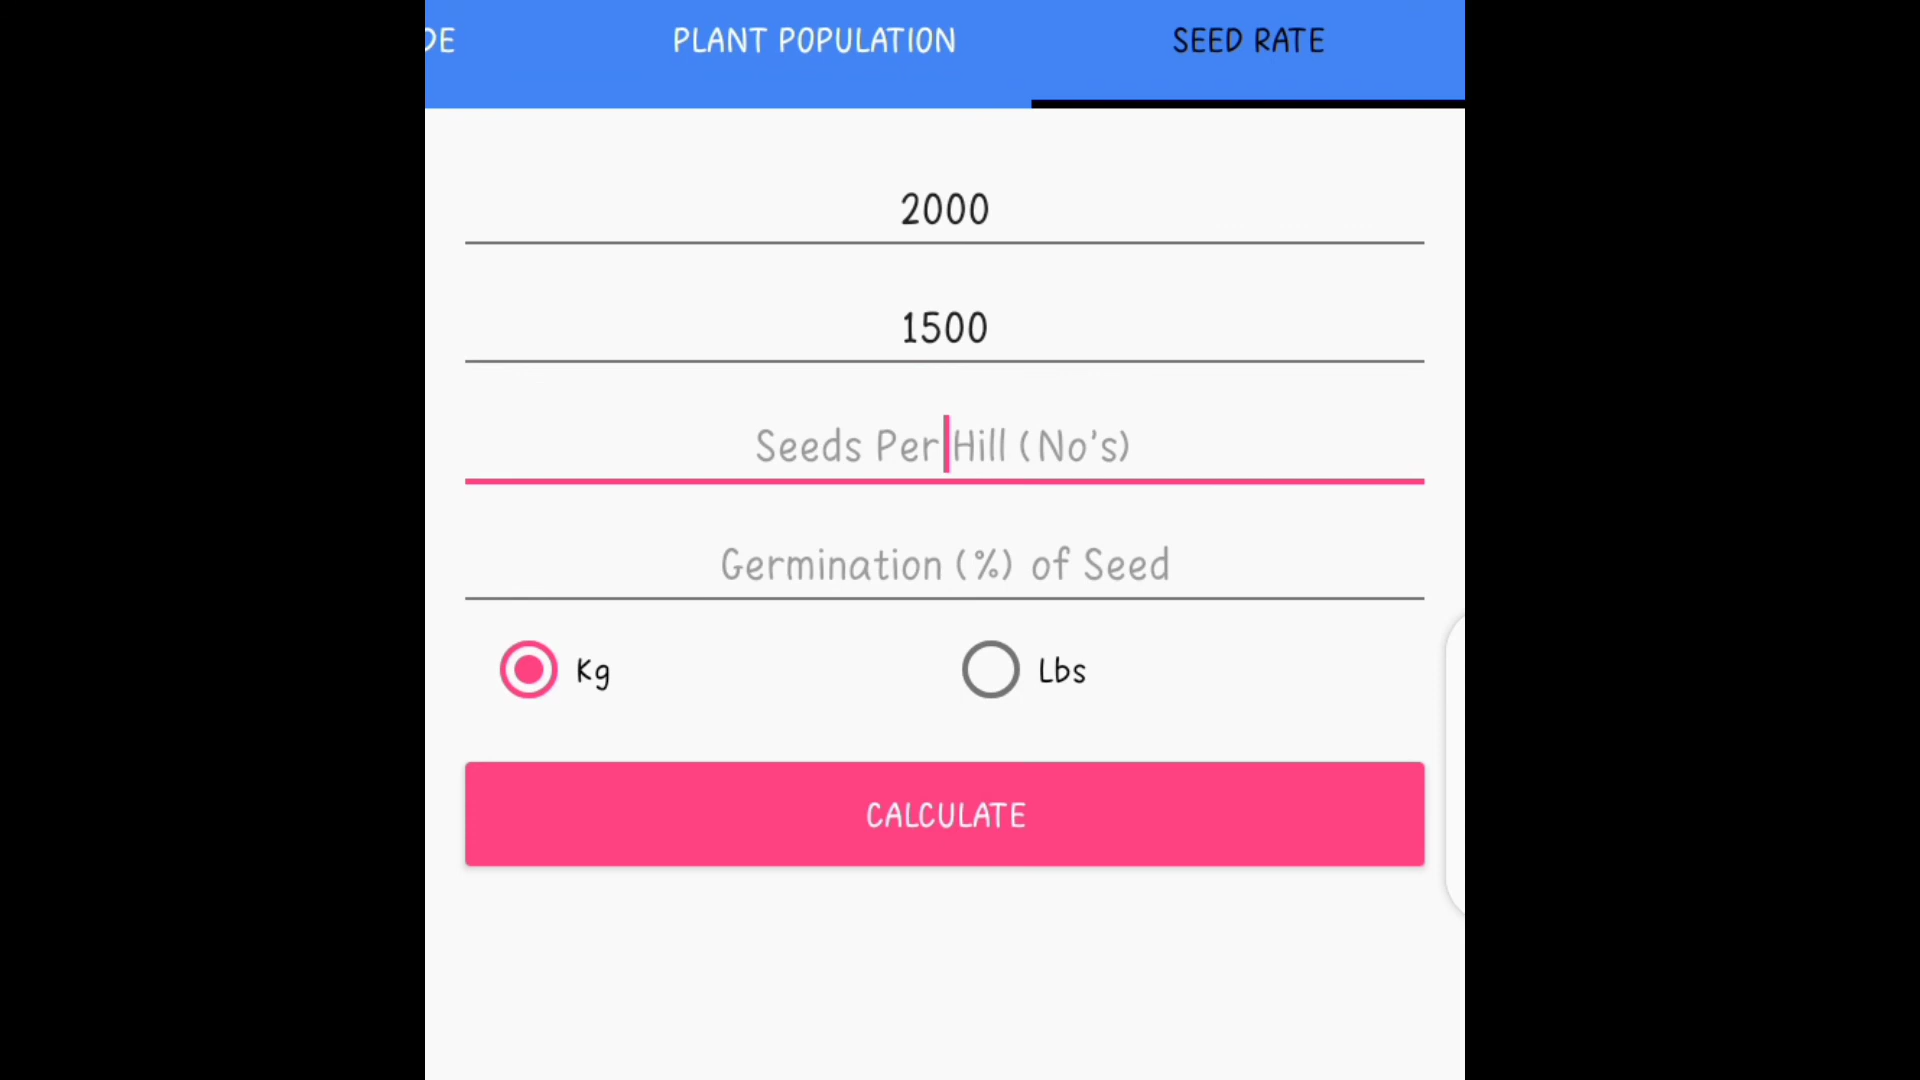 DE PLANT POPULATION SEED RATE
2000
1500
Seeds Per Hill (No's)
Germination (%) of Seed
Kg Lbs
CALCULATE